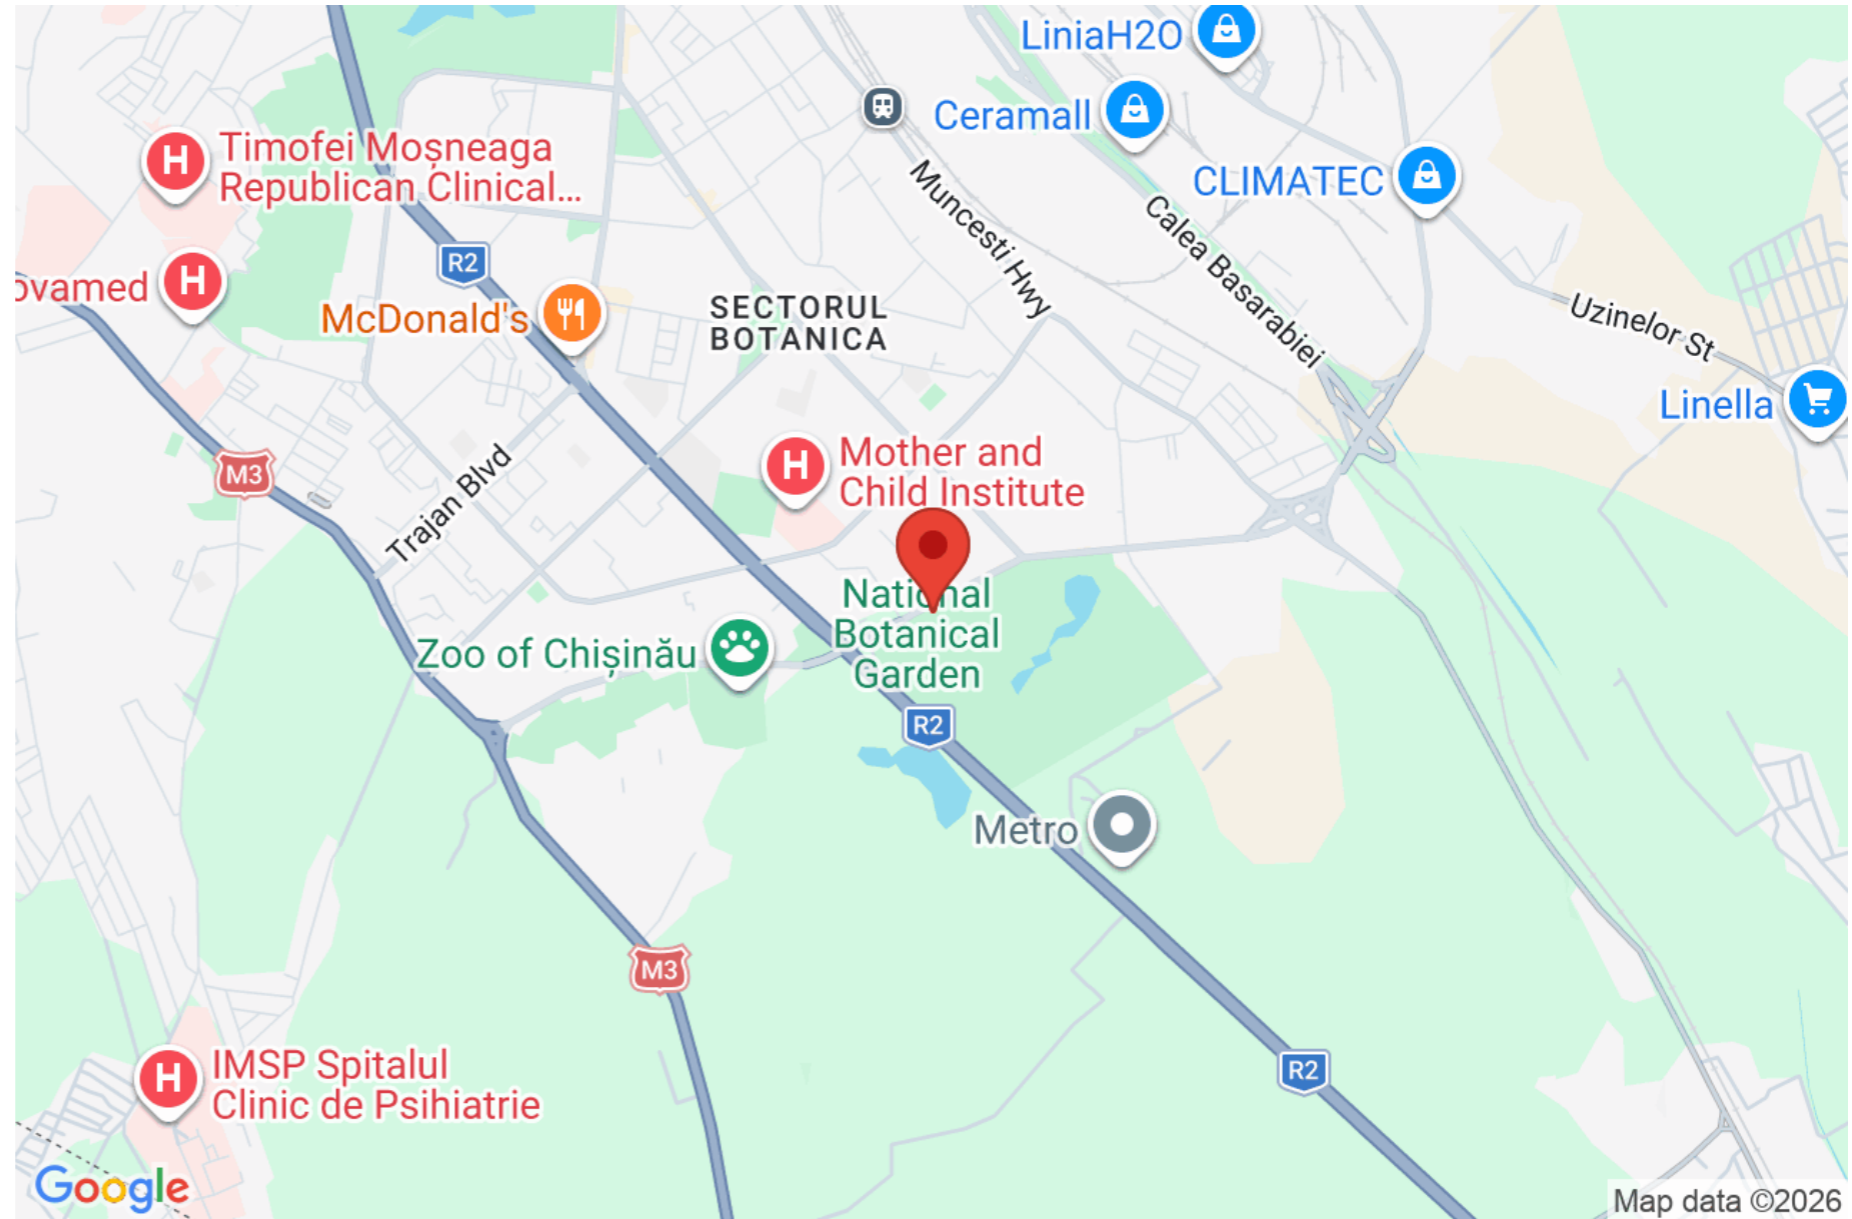 LiniaH2O
Ceramall
CLIMATEC
Timofei Moșneaga
Republican Clinical...
Muncesti Hwy
Calea Basarabiei
R2
ovamed
McDonald's
SECTORUL
BOTANICA
Uzinelor St
Linella
M3
Trajan Blvd
Mother and
Child Institute
National
Botanical
Garden
Zoo of Chișinău
R2
Metro
M3
R2
IMSP Spitalul
Clinic de Psihiatrie
Google
Map data ©2026